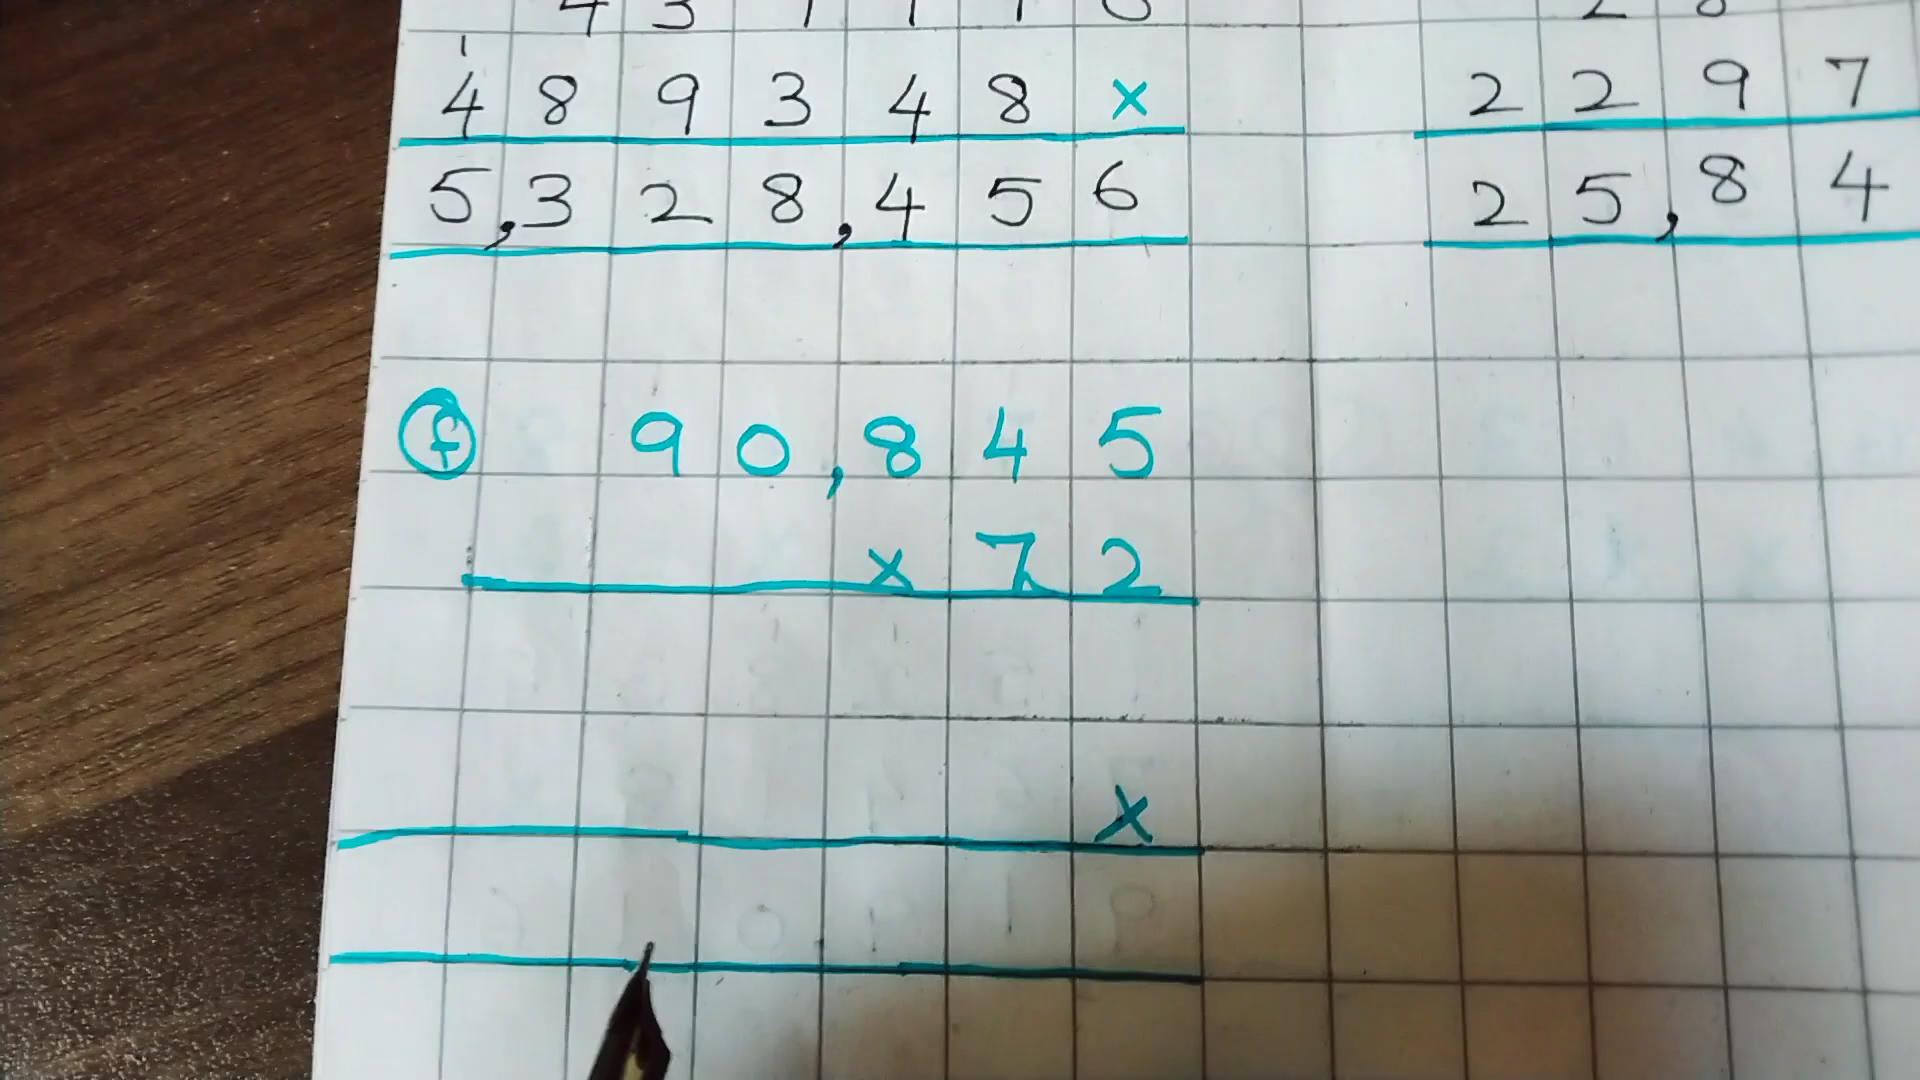 4 8 9 3 4 8 ×
5,3 2 8,4 5 6
2 2 9 7
2 5,8 4
(f) 9 0,8 4 5
× 7 2
×